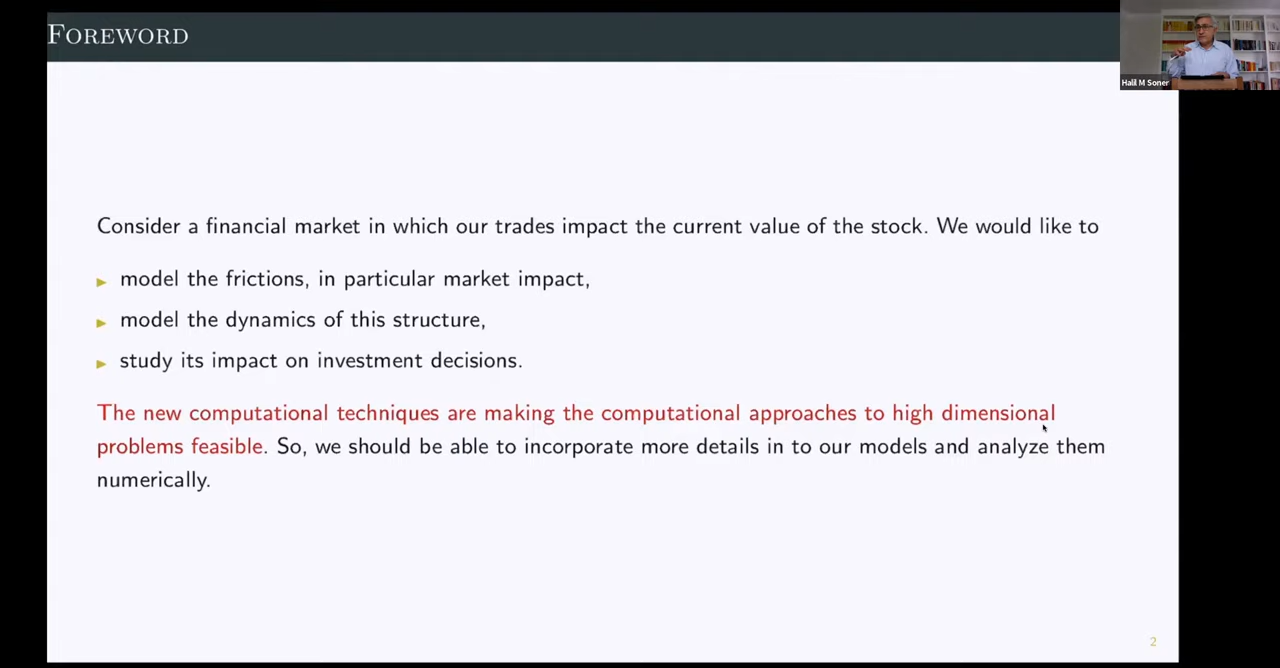 FOREWORD
Halil M Soner
Consider a financial market in which our trades impact the current value of the stock. We would like to
▶ model the frictions, in particular market impact,
▶ model the dynamics of this structure,
▶ study its impact on investment decisions.
The new computational techniques are making the computational approaches to high dimensional
problems feasible. So, we should be able to incorporate more details in to our models and analyze them
numerically.
2